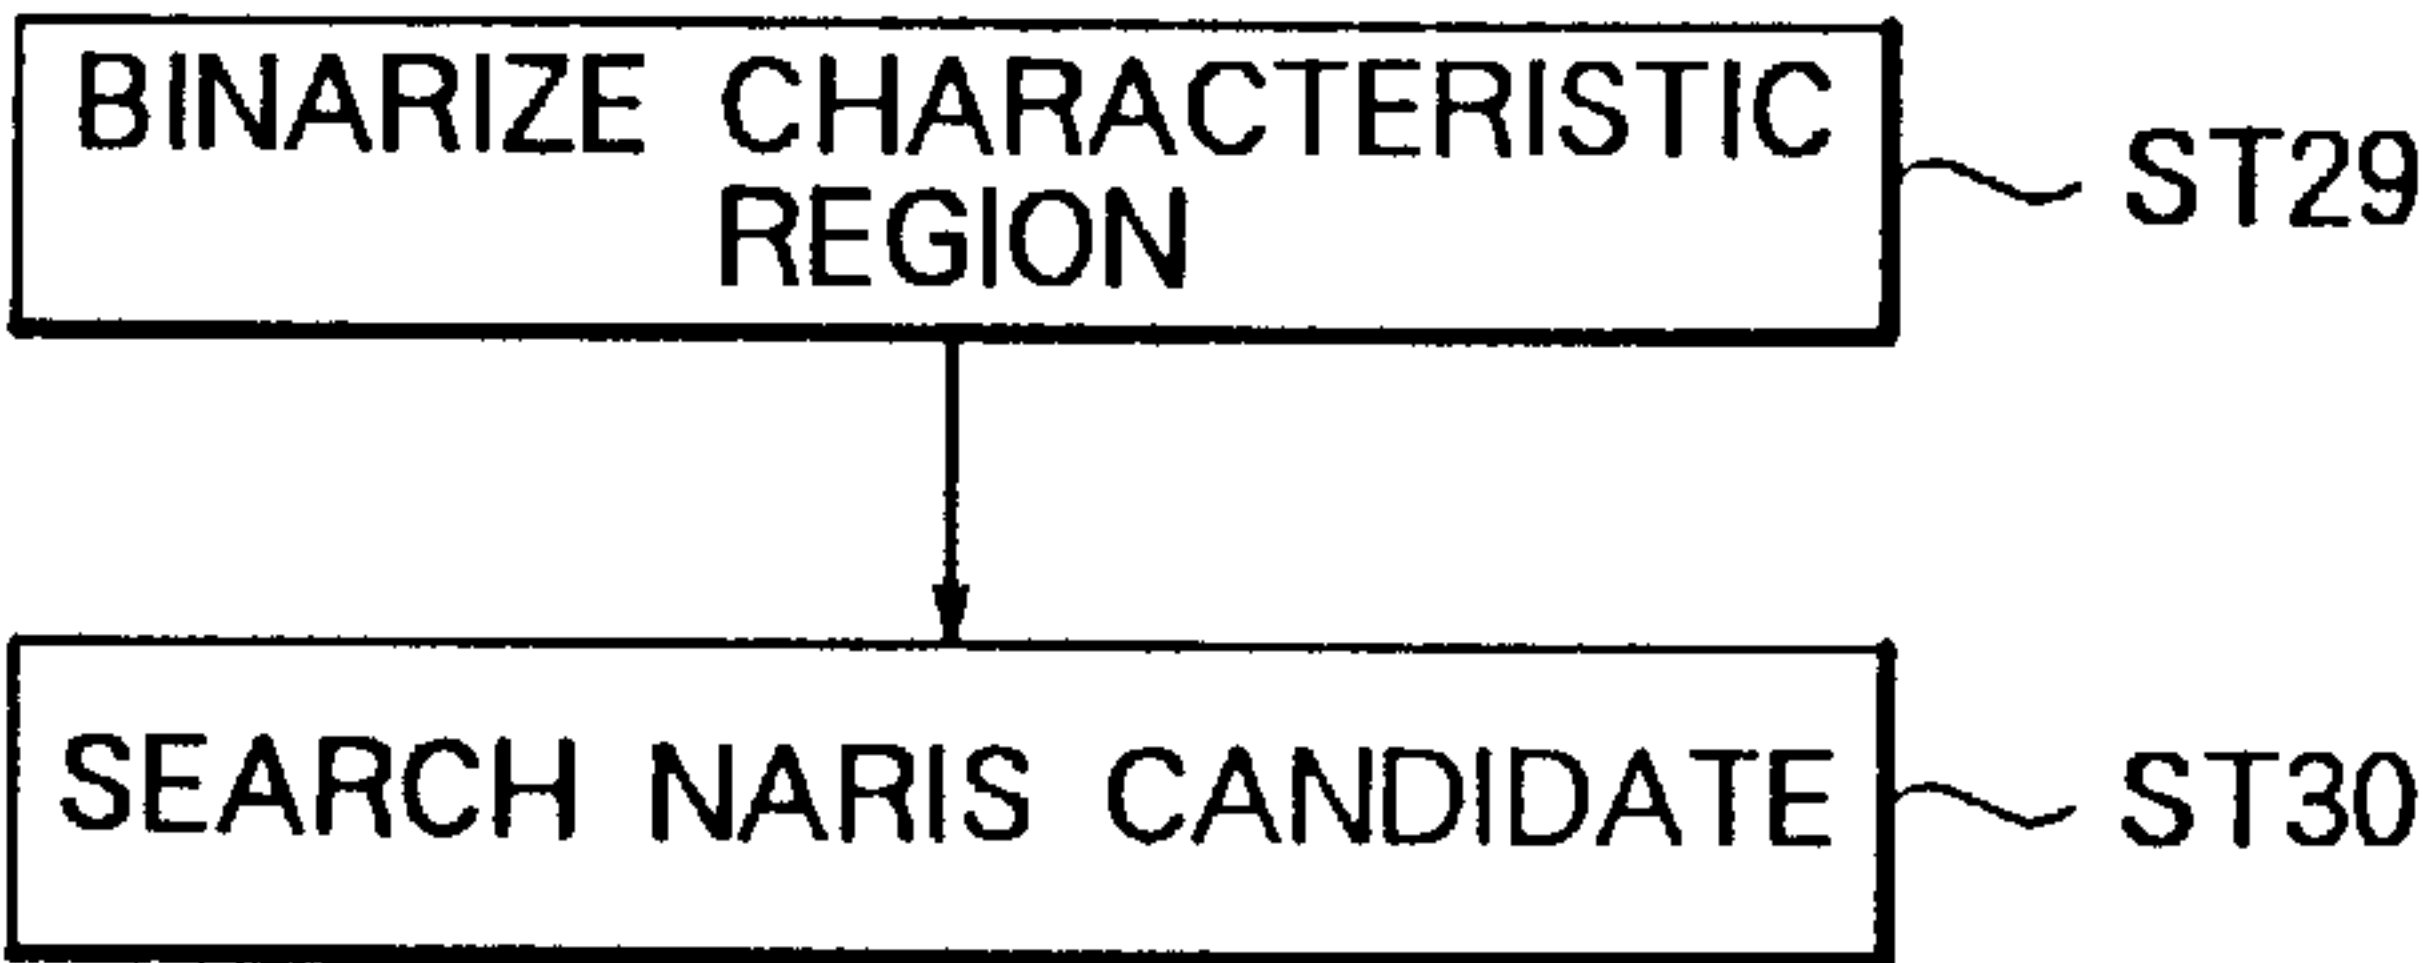 BINARIZE CHARACTERISTIC
REGION
ST29
SEARCH NARIS CANDIDATE
ST30